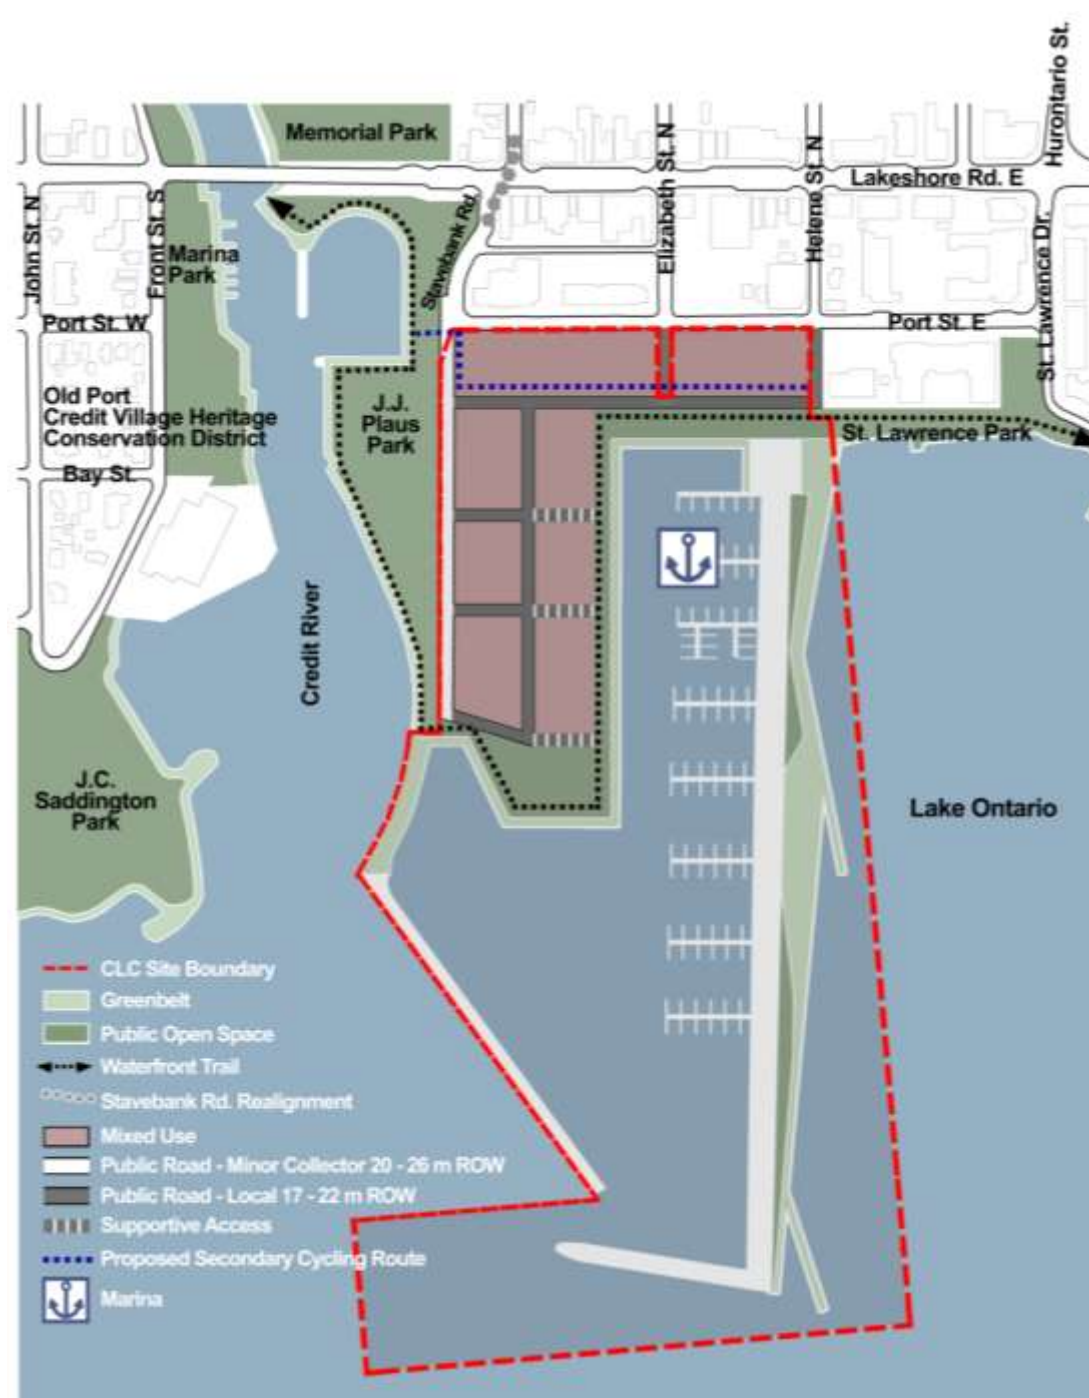 Hurontario St.
Memorial Park
Elizabeth St. N
Helene St. N
Lakeshore Rd. E
John St. N
Front St. S
Marina
Park
Stavebank Rd.
St. Lawrence Dr.
Port St. W
Port St. E
Old Port
Credit Village Heritage
Conservation District
J.J.
Plaus
Park
St. Lawrence Park
Bay St.
Credit River
J.C.
Saddington
Park
Lake Ontario
CLC Site Boundary
Greenbelt
Public Open Space
Waterfront Trail
Stavebank Rd. Realignment
Mixed Use
Public Road - Minor Collector 20 - 26 m ROW
Public Road - Local 17 - 22 m ROW
Supportive Access
Proposed Secondary Cycling Route
Marina